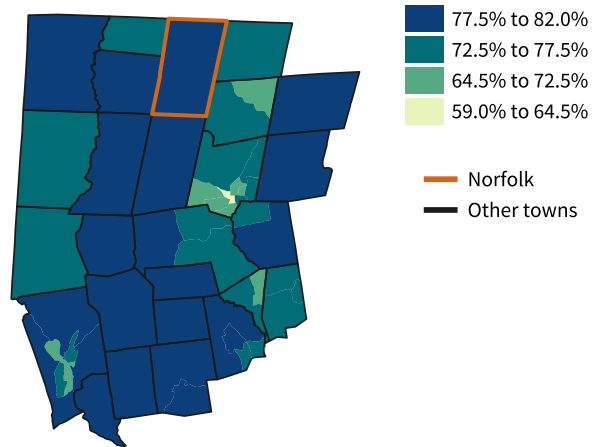 77.5% to 82.0%
72.5% to 77.5%
64.5% to 72.5%
59.0% to 64.5%
Norfolk
Other towns